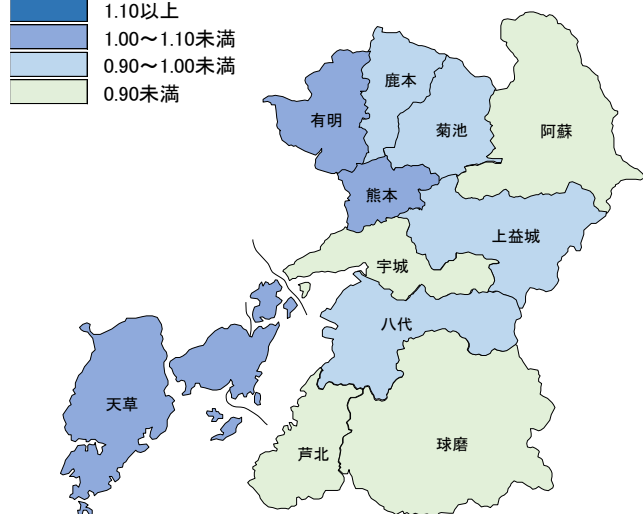 1.10以上
1.00～1.10未満
0.90～1.00未満
0.90未満
鹿本
有明
菊池
阿蘇
熊本
上益城
宇城
八代
天草
芦北
球磨